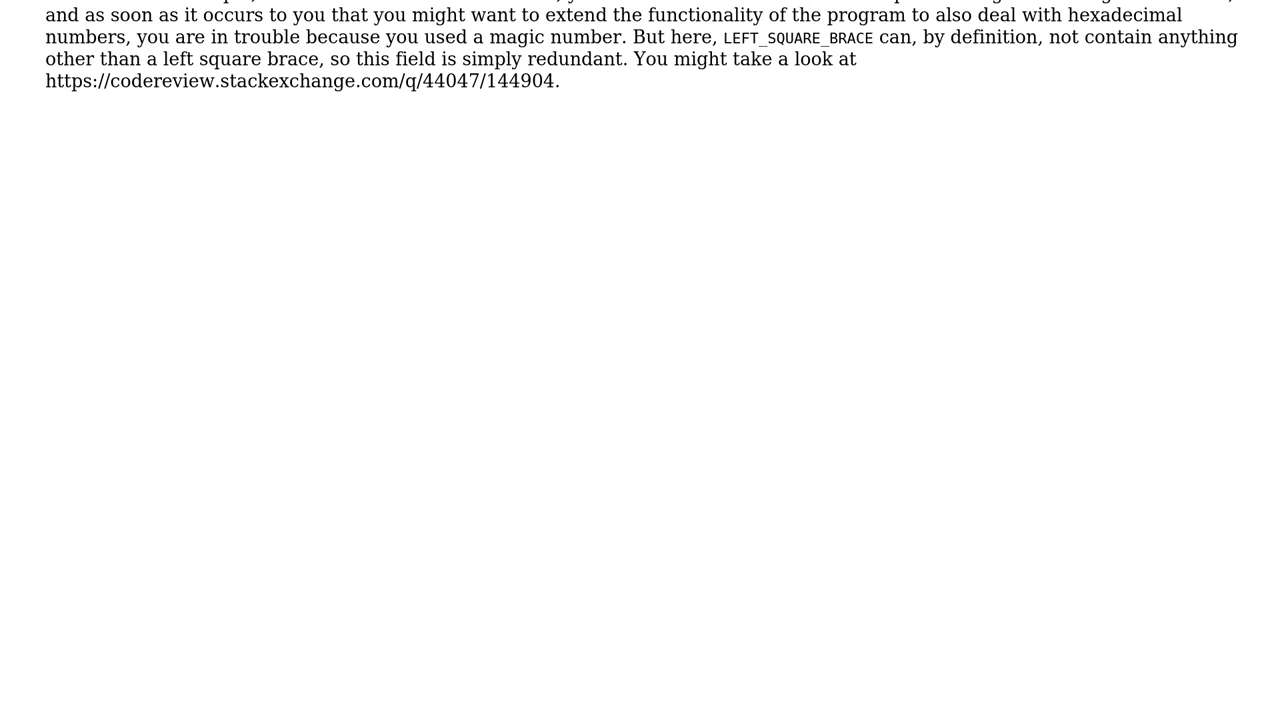 and as soon as it occurs to you that you might want to extend the functionality of the program to also deal with hexadecimal
numbers, you are in trouble because you used a magic number. But here, LEFT_SQUARE_BRACE can, by definition, not contain anything
other than a left square brace, so this field is simply redundant. You might take a look at
https://codereview.stackexchange.com/q/44047/144904.